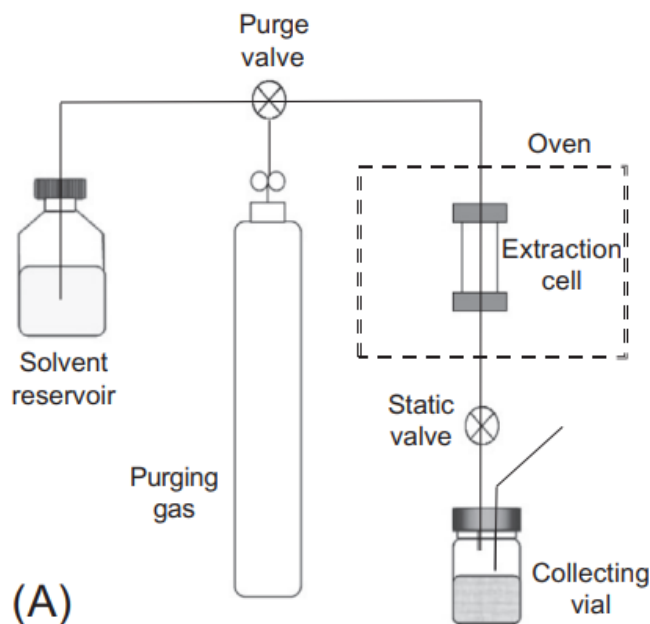 Purge
valve
Oven
Extraction
cell
Solvent
reservoir
Static
valve
Purging
gas
Collecting
vial
(A)